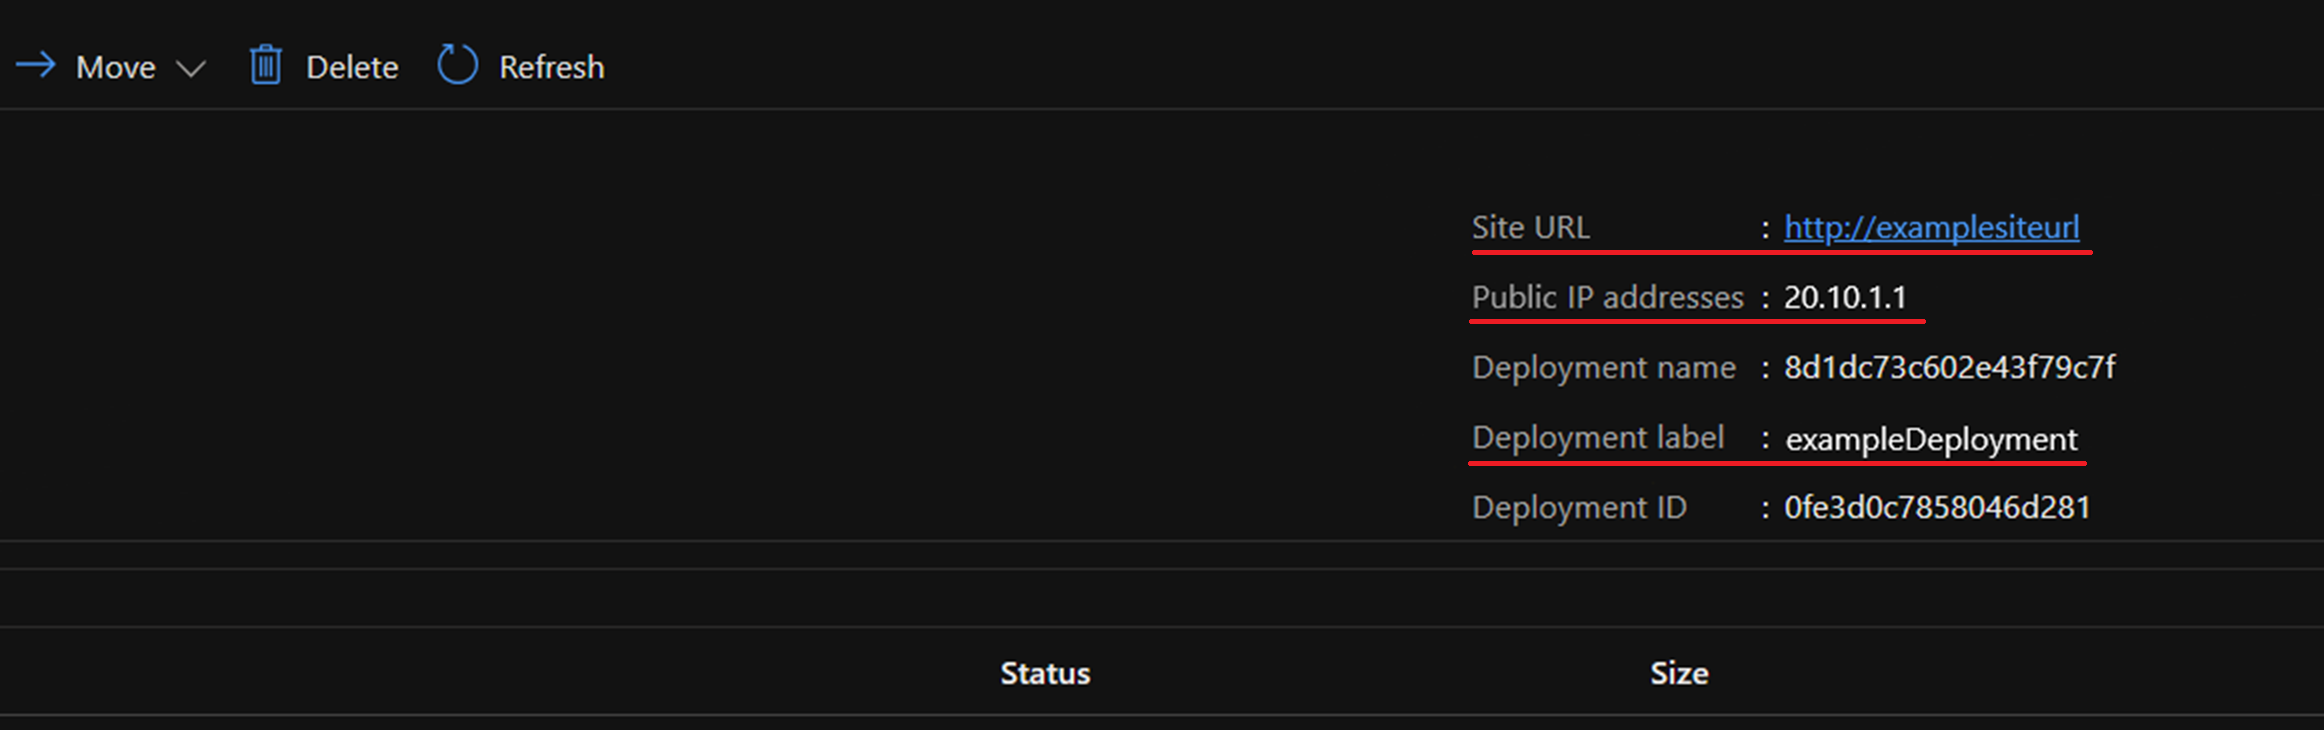 Move Delete Refresh
Site URL : http://examplesiteurl
Public IP addresses : 20.10.1.1
Deployment name : 8d1dc73c602e43f79c7f
Deployment label : exampleDeployment
Deployment ID : 0fe3d0c7858046d281
Status Size